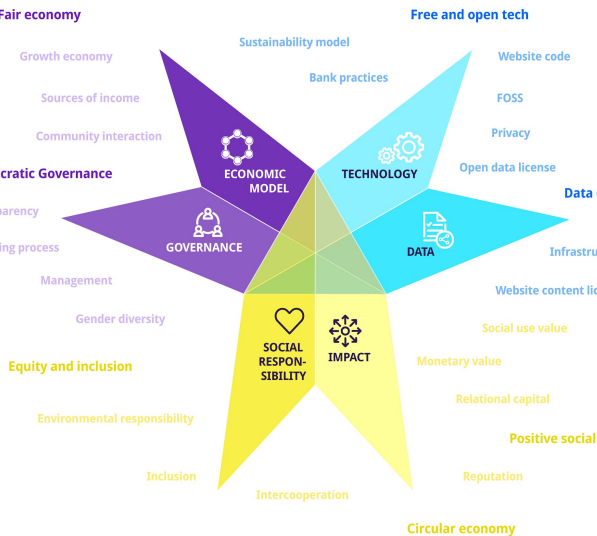 Fair economy
Free and open tech
Sustainability model
Growth economy
Website code
Bank practices
Sources of income
FOSS
Community interaction
Privacy
Open data license
ECONOMIC
MODEL
TECHNOLOGY
cratic Governance
Data
parency
GOVERNANCE
DATA
ing process
Infrastru
Management
Website content lic
Gender diversity
Social use value
SOCIAL
RESPON-
SIBILITY
IMPACT
Equity and inclusion
Monetary value
Relational capital
Environmental responsibility
Positive social
Inclusion
Reputation
Intercooperation
Circular economy